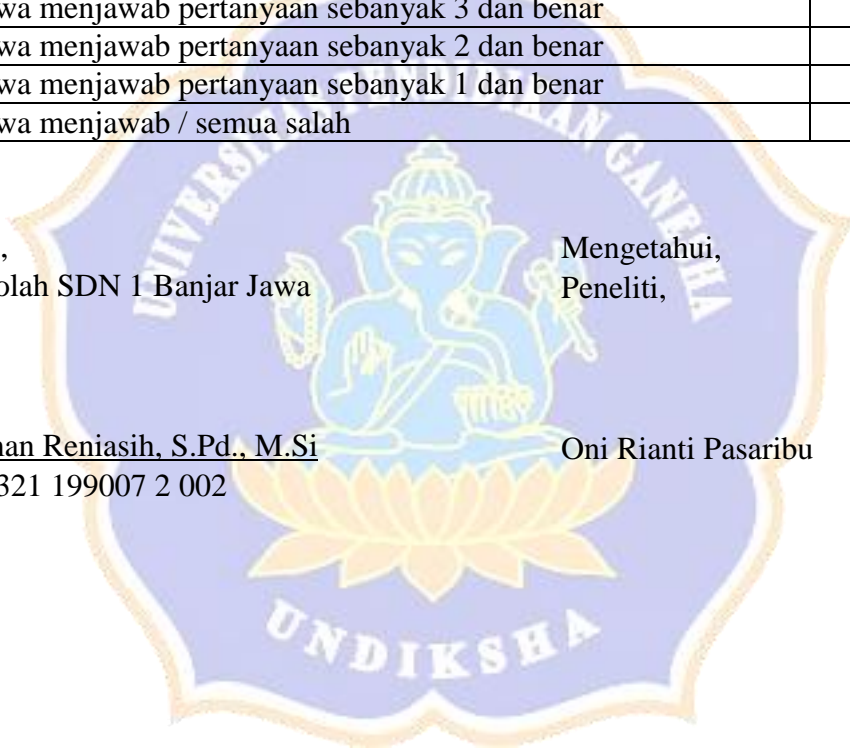 wa menjawab pertanyaan sebanyak 3 dan benar
wa menjawab pertanyaan sebanyak 2 dan benar
wa menjawab pertanyaan sebanyak 1 dan benar
wa menjawab / semua salah
UNIVERSITAS PENDIDIKAN GANESHA
, Mengetahui,
olah SDN 1 Banjar Jawa Peneliti,
nan Reniasih, S.Pd., M.Si Oni Rianti Pasaribu
321 199007 2 002
UNDIKSHA